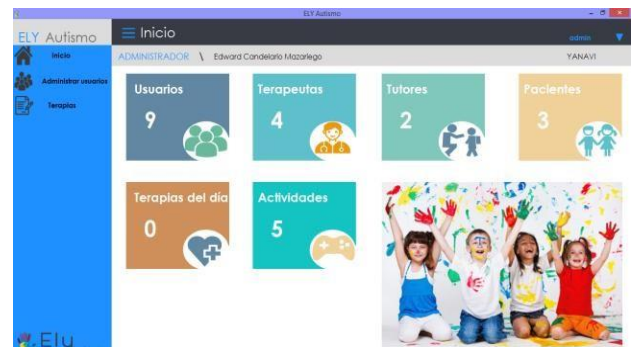 ELY Autismo
ELY Autismo
Inicio
admin
Inicio
Administrar usuarios
Terapias
ADMINISTRADOR \ Edward Candelario Mazariego
YANAVI
Usuarios
9
Terapeutas
4
Tutores
2
Pacientes
3
Terapias del día
0
Actividades
5
Ely